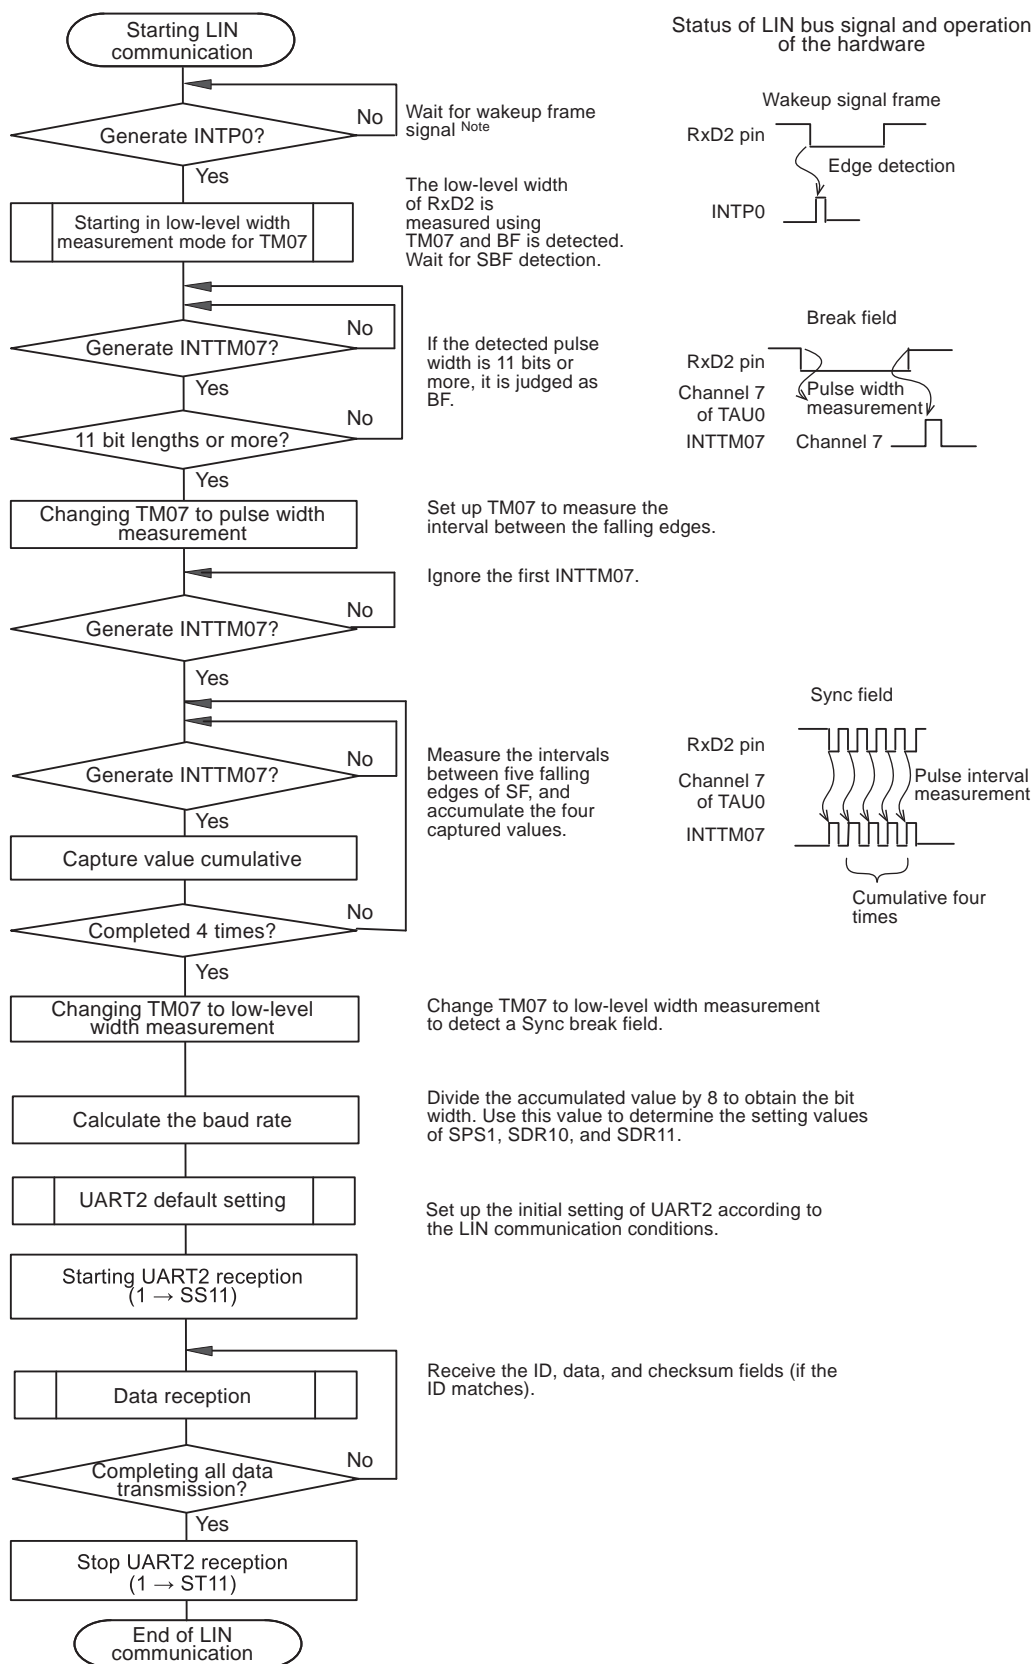 Starting LIN
communication
Status of LIN bus signal and operation
of the hardware
No
Wait for wakeup frame
signal Note
Generate INTP0?
Yes
Wakeup signal frame
RxD2 pin
Edge detection
INTP0
Starting in low-level width
measurement mode for TM07
The low-level width
of RxD2 is
measured using
TM07 and BF is detected.
Wait for SBF detection.
No
Generate INTTM07?
Yes
If the detected pulse
width is 11 bits or
more, it is judged as
BF.
Break field
RxD2 pin
Channel 7
of TAU0
Pulse width
measurement
INTTM07
Channel 7
No
11 bit lengths or more?
Yes
Changing TM07 to pulse width
measurement
Set up TM07 to measure the
interval between the falling edges.
Ignore the first INTTM07.
No
Generate INTTM07?
Yes
Sync field
RxD2 pin
Channel 7
of TAU0
Pulse interval
measurement
INTTM07
Cumulative four
times
No
Generate INTTM07?
Yes
Measure the intervals
between five falling
edges of SF, and
accumulate the four
captured values.
Capture value cumulative
No
Completed 4 times?
Yes
Changing TM07 to low-level
width measurement
Change TM07 to low-level width measurement
to detect a Sync break field.
Calculate the baud rate
Divide the accumulated value by 8 to obtain the bit
width. Use this value to determine the setting values
of SPS1, SDR10, and SDR11.
UART2 default setting
Set up the initial setting of UART2 according to
the LIN communication conditions.
Starting UART2 reception
(1 → SS11)
Data reception
Receive the ID, data, and checksum fields (if the
ID matches).
No
Completing all data
transmission?
Yes
Stop UART2 reception
(1 → ST11)
End of LIN
communication